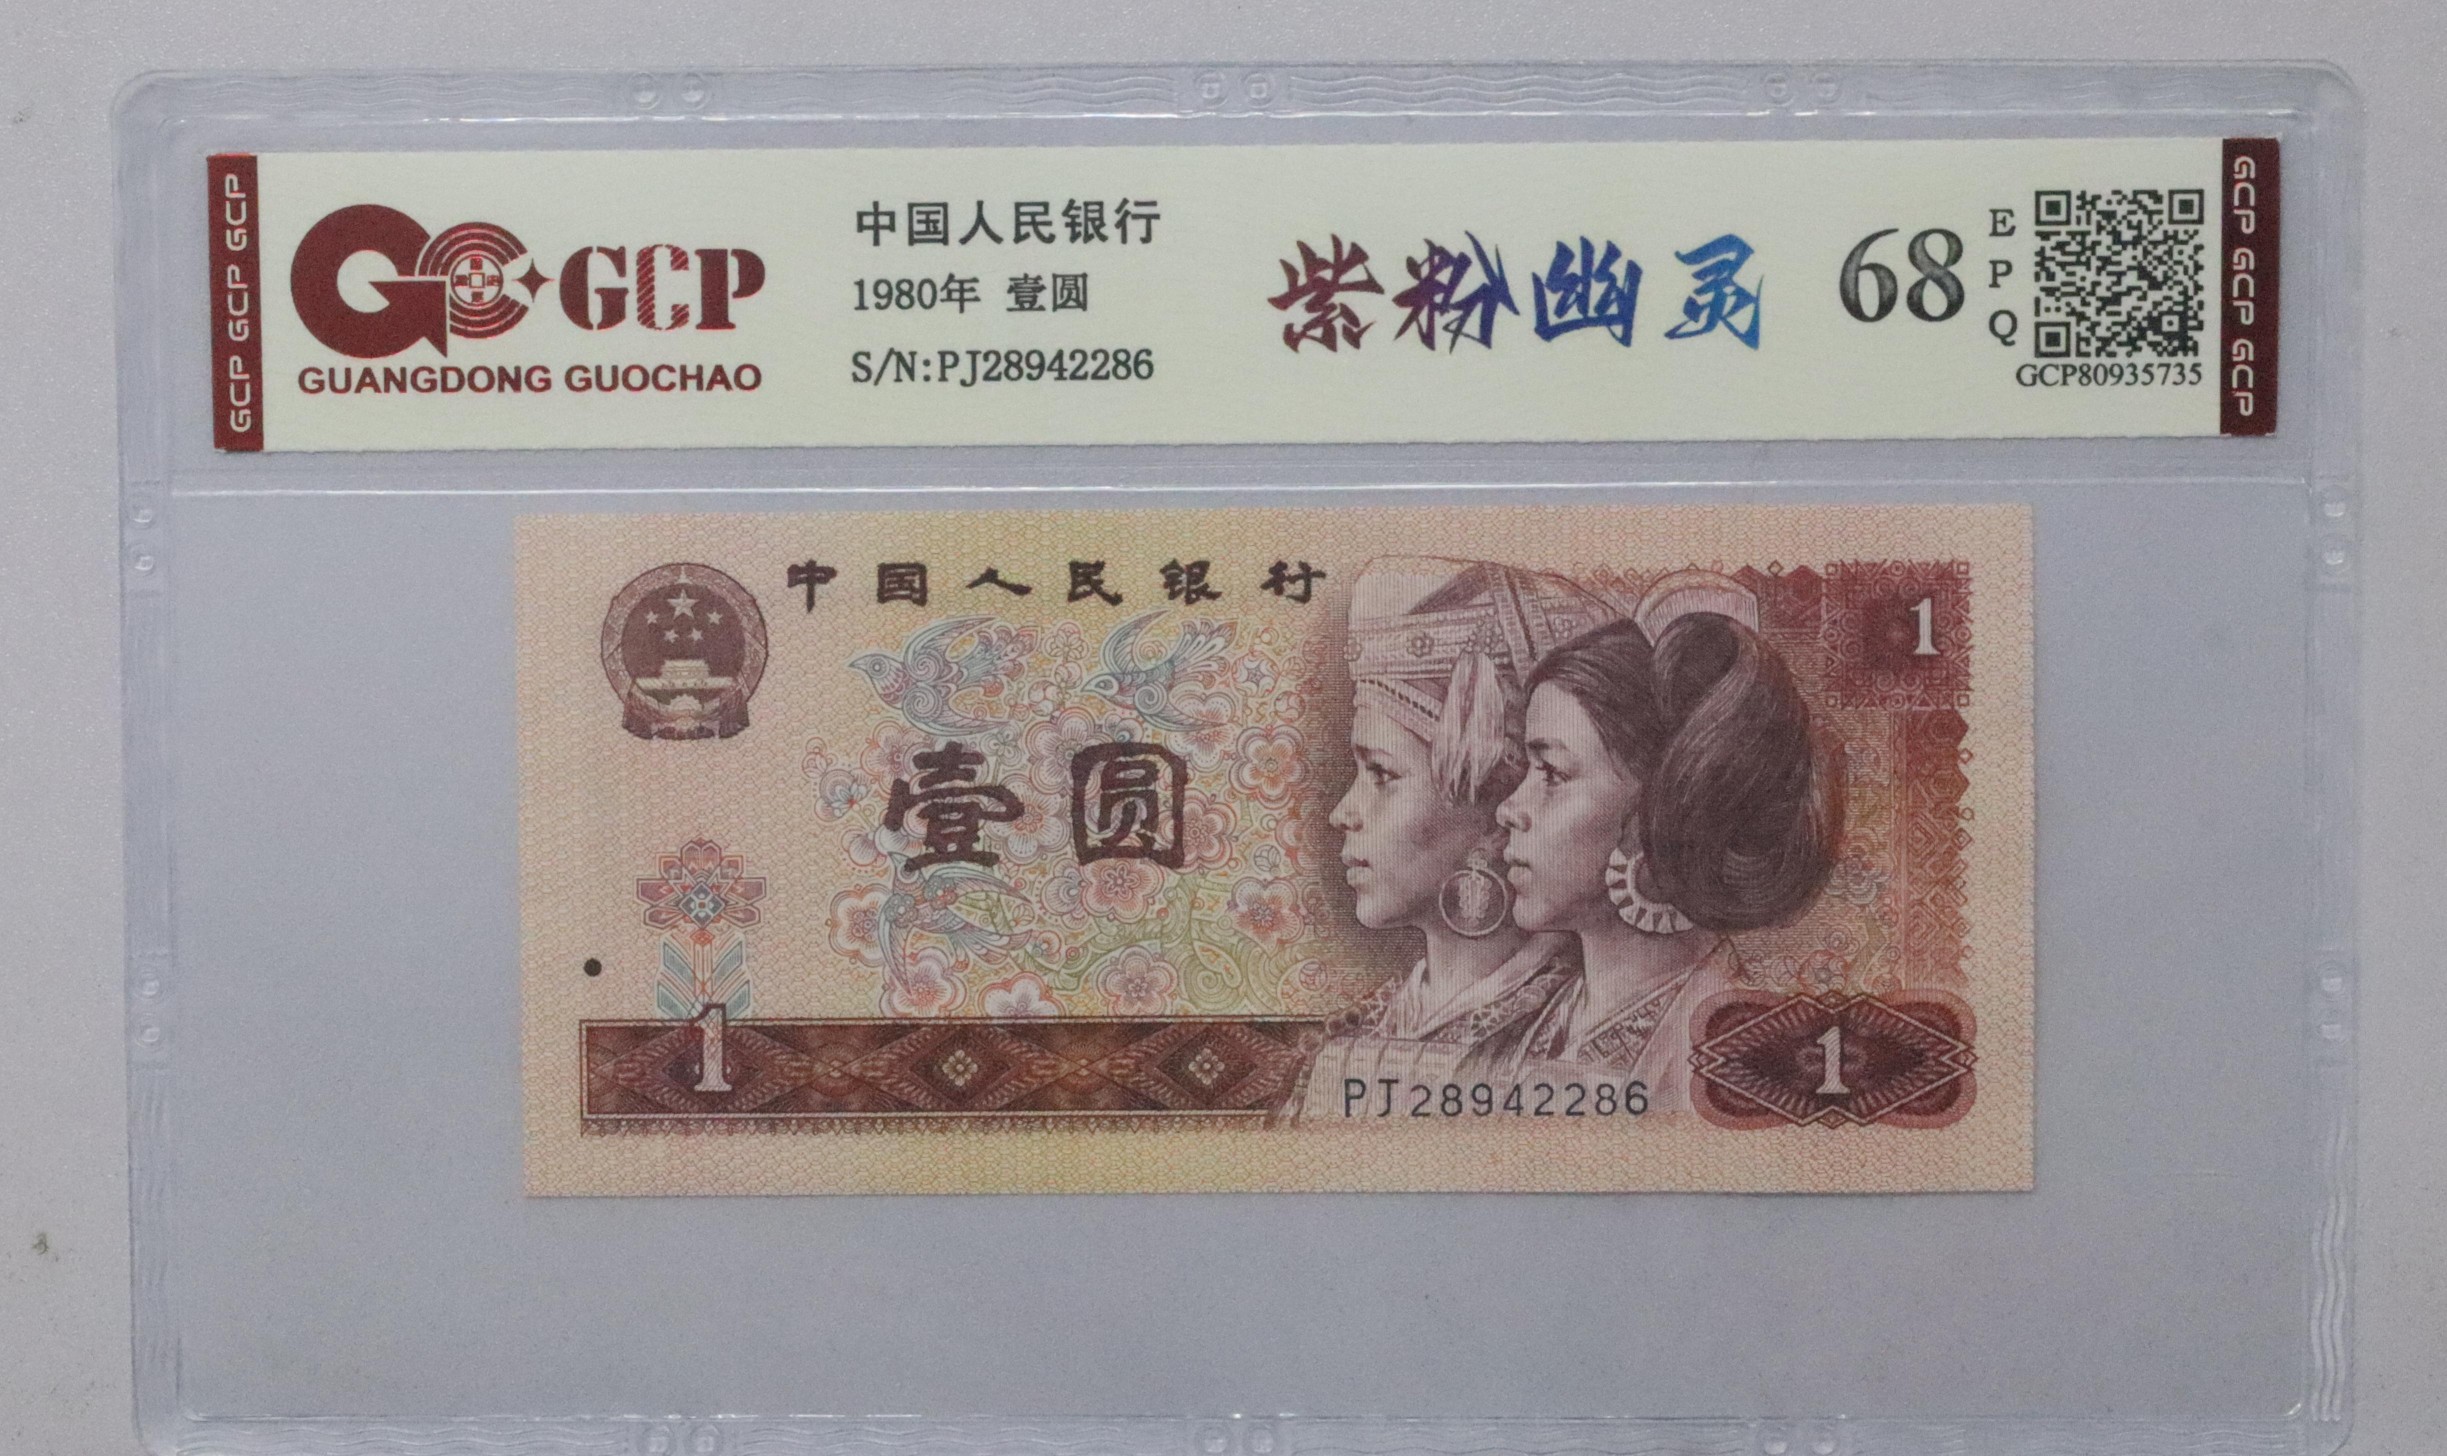 GCP GCP GCP
GCP
GUANGDONG GUOCHAO
中国人民银行
1980年 壹圆
S/N:PJ28942286
紫粉幽灵
68
EPQ
GCP80935735
GCP GCP GCP
中国人民银行
1
壹圆
1
PJ28942286
1